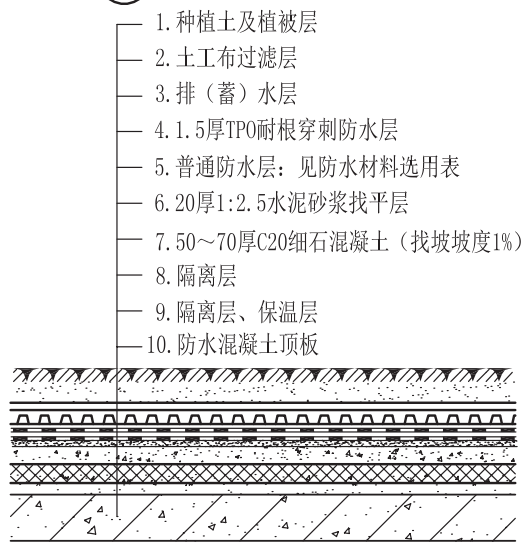 1.种植土及植被层
2.土工布过滤层
3.排（蓄）水层
4.1.5厚TPO耐根穿刺防水层
5.普通防水层：见防水材料选用表
6.20厚1:2.5水泥砂浆找平层
7.50～70厚C20细石混凝土（找坡坡度1%）
8.隔离层
9.隔离层、保温层
10.防水混凝土顶板